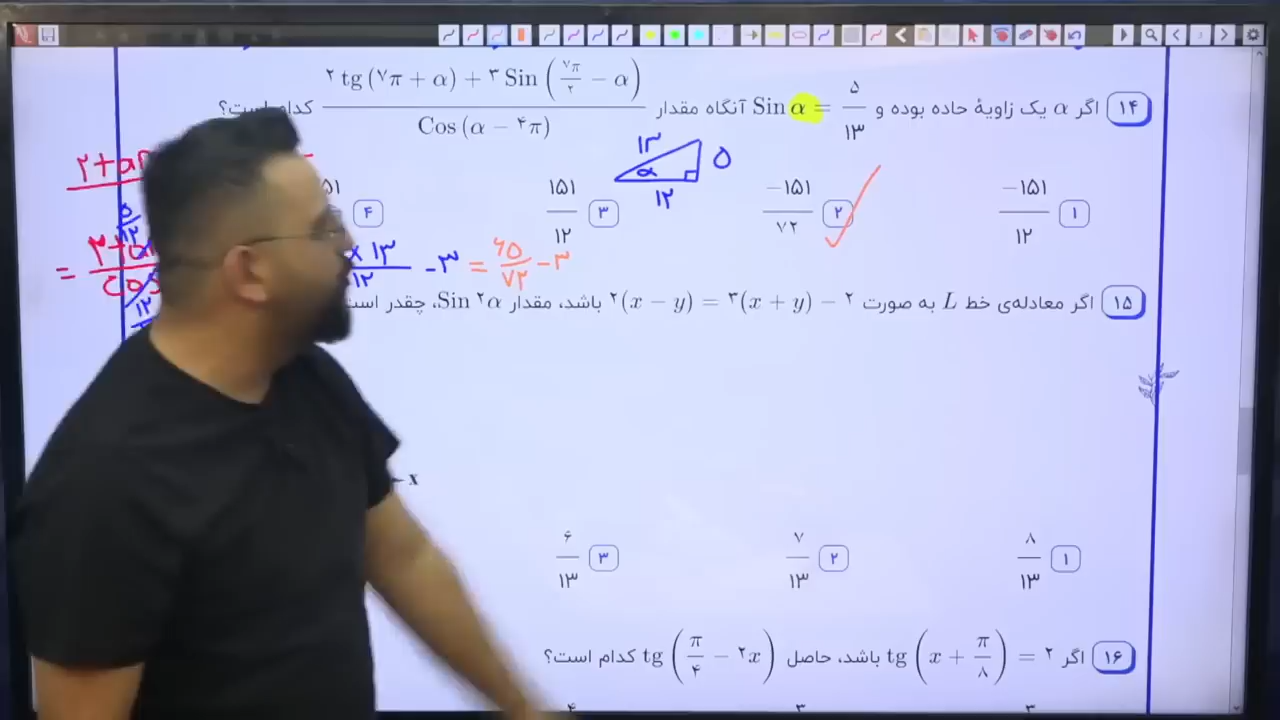 ۱۴ اگر α یک زاویهٔ حاده بوده و Sin α = ۵/۱۳ آنگاه مقدار (۲ tg (۷π + α) + ۳ Sin (۷π/۲ − α)) / Cos (α − ۴π) کدام است؟
۱۳ ۵ α ۱۲
۱ −۱۵۱/۱۲ ۲ −۱۵۱/۷۲ ۳ ۱۵۱/۱۲ ۴
× ۱۳/۱۲ − ۳ = ۶۵/۷۲ − ۳
۱۵ اگر معادله‌ی خط L به صورت ۲(x − y) = ۳(x + y) − ۲ باشد، مقدار Sin ۲α، چقدر است
x
۱ ۸/۱۳ ۲ ۷/۱۳ ۳ ۶/۱۳
۱۶ اگر tg (x + π/۸) = ۲ باشد، حاصل tg (π/۴ − ۲x) کدام است؟